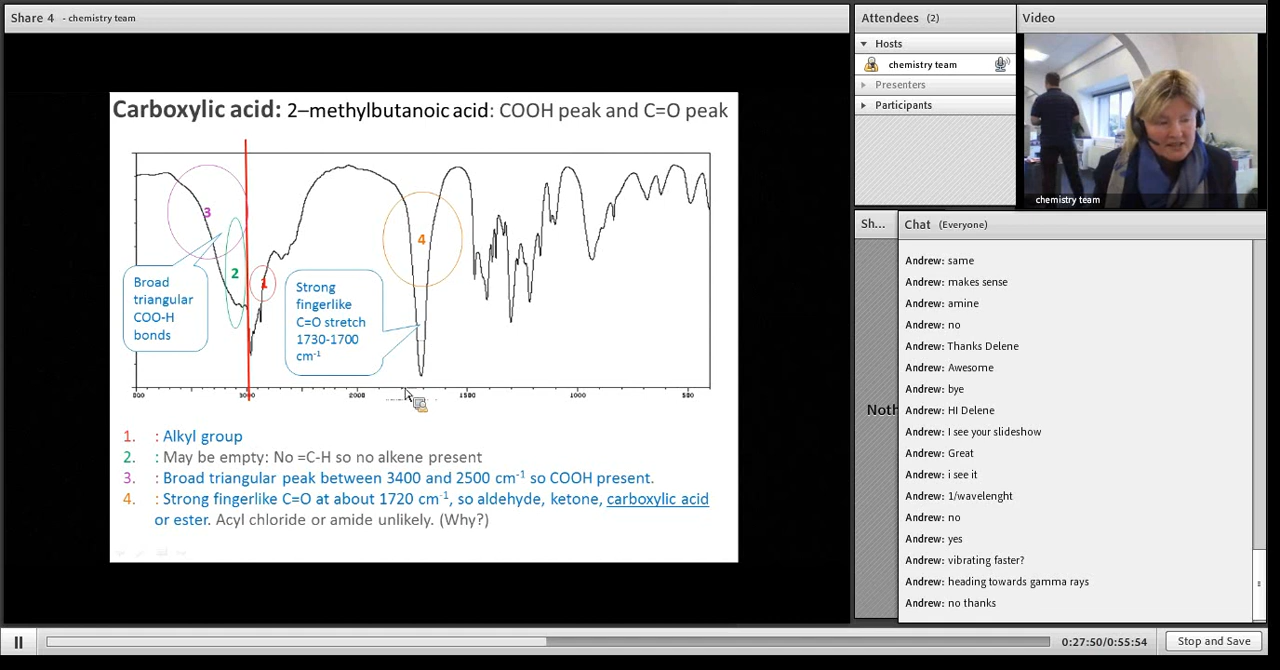 Share 4 - chemistry team
Carboxylic acid: 2–methylbutanoic acid: COOH peak and C=O peak
3
4
2
1
Broad
triangular
COO-H
bonds
Strong
fingerlike
C=O stretch
1730-1700
cm-1
2000
1500
1000
500
1. : Alkyl group
2. : May be empty: No =C-H so no alkene present
3. : Broad triangular peak between 3400 and 2500 cm-1 so COOH present.
4. : Strong fingerlike C=O at about 1720 cm-1, so aldehyde, ketone, carboxylic acid
or ester. Acyl chloride or amide unlikely. (Why?)
Attendees (2)
Hosts
chemistry team
Presenters
Participants
Video
chemistry team
Sh...
Noth
Chat (Everyone)
Andrew: same
Andrew: makes sense
Andrew: amine
Andrew: no
Andrew: Thanks Delene
Andrew: Awesome
Andrew: bye
Andrew: HI Delene
Andrew: I see your slideshow
Andrew: Great
Andrew: i see it
Andrew: 1/wavelenght
Andrew: no
Andrew: yes
Andrew: vibrating faster?
Andrew: heading towards gamma rays
Andrew: no thanks
0:27:50/0:55:54
Stop and Save